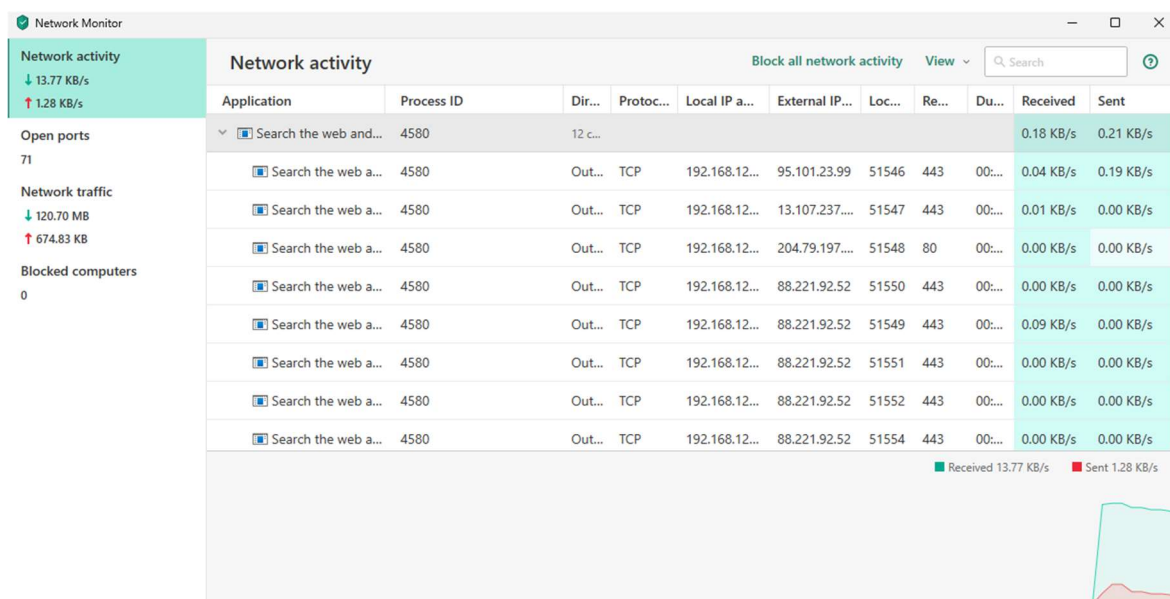 Network Monitor
Network activity
↓ 13.77 KB/s
↑ 1.28 KB/s
Open ports
71
Network traffic
↓ 120.70 MB
↑ 674.83 KB
Blocked computers
0
Network activity Block all network activity View Search
Application Process ID Dir... Protoc... Local IP a... External IP... Loc... Re... Du... Received Sent
Search the web and... 4580 12 c... 0.18 KB/s 0.21 KB/s
Search the web a... 4580 Out... TCP 192.168.12... 95.101.23.99 51546 443 00:... 0.04 KB/s 0.19 KB/s
Search the web a... 4580 Out... TCP 192.168.12... 13.107.237.... 51547 443 00:... 0.01 KB/s 0.00 KB/s
Search the web a... 4580 Out... TCP 192.168.12... 204.79.197.... 51548 80 00:... 0.00 KB/s 0.00 KB/s
Search the web a... 4580 Out... TCP 192.168.12... 88.221.92.52 51550 443 00:... 0.00 KB/s 0.00 KB/s
Search the web a... 4580 Out... TCP 192.168.12... 88.221.92.52 51549 443 00:... 0.09 KB/s 0.00 KB/s
Search the web a... 4580 Out... TCP 192.168.12... 88.221.92.52 51551 443 00:... 0.00 KB/s 0.00 KB/s
Search the web a... 4580 Out... TCP 192.168.12... 88.221.92.52 51552 443 00:... 0.00 KB/s 0.00 KB/s
Search the web a... 4580 Out... TCP 192.168.12... 88.221.92.52 51554 443 00:... 0.00 KB/s 0.00 KB/s
Received 13.77 KB/s Sent 1.28 KB/s